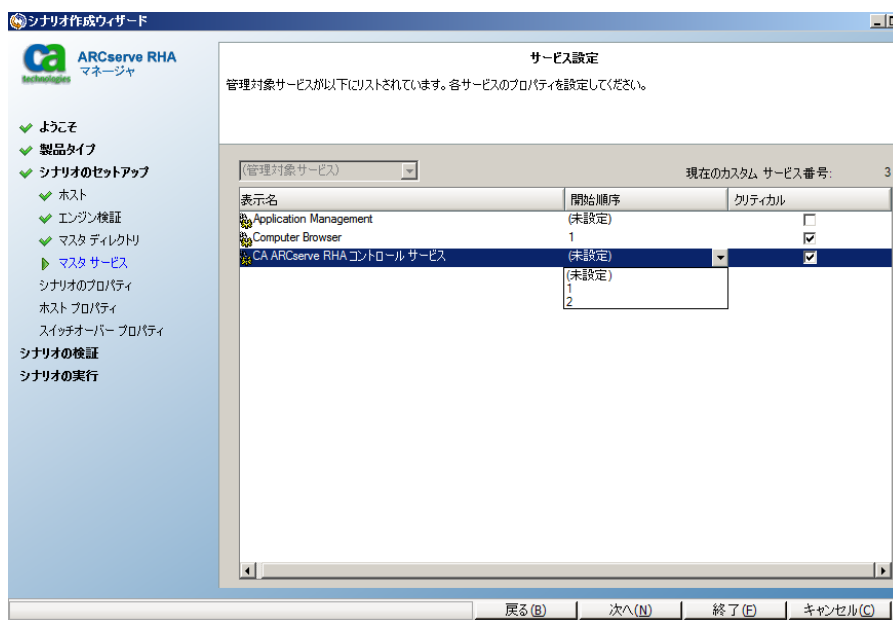 シナリオ作成ウィザード
ca
technologies
ARCserve RHA
マネージャ
サービス設定
管理対象サービスが以下にリストされています。各サービスのプロパティを設定してください。
ようこそ
製品タイプ
シナリオのセットアップ
ホスト
エンジン検証
マスタ ディレクトリ
マスタ サービス
シナリオのプロパティ
ホスト プロパティ
スイッチオーバー プロパティ
シナリオの検証
シナリオの実行
(管理対象サービス) 現在のカスタム サービス番号: 3
表示名 開始順序 クリティカル
Application Management (未設定)
Computer Browser 1
CA ARCserve RHA コントロール サービス (未設定)
(未設定)
1
2
戻る(B) 次へ(N) 終了(F) キャンセル(C)